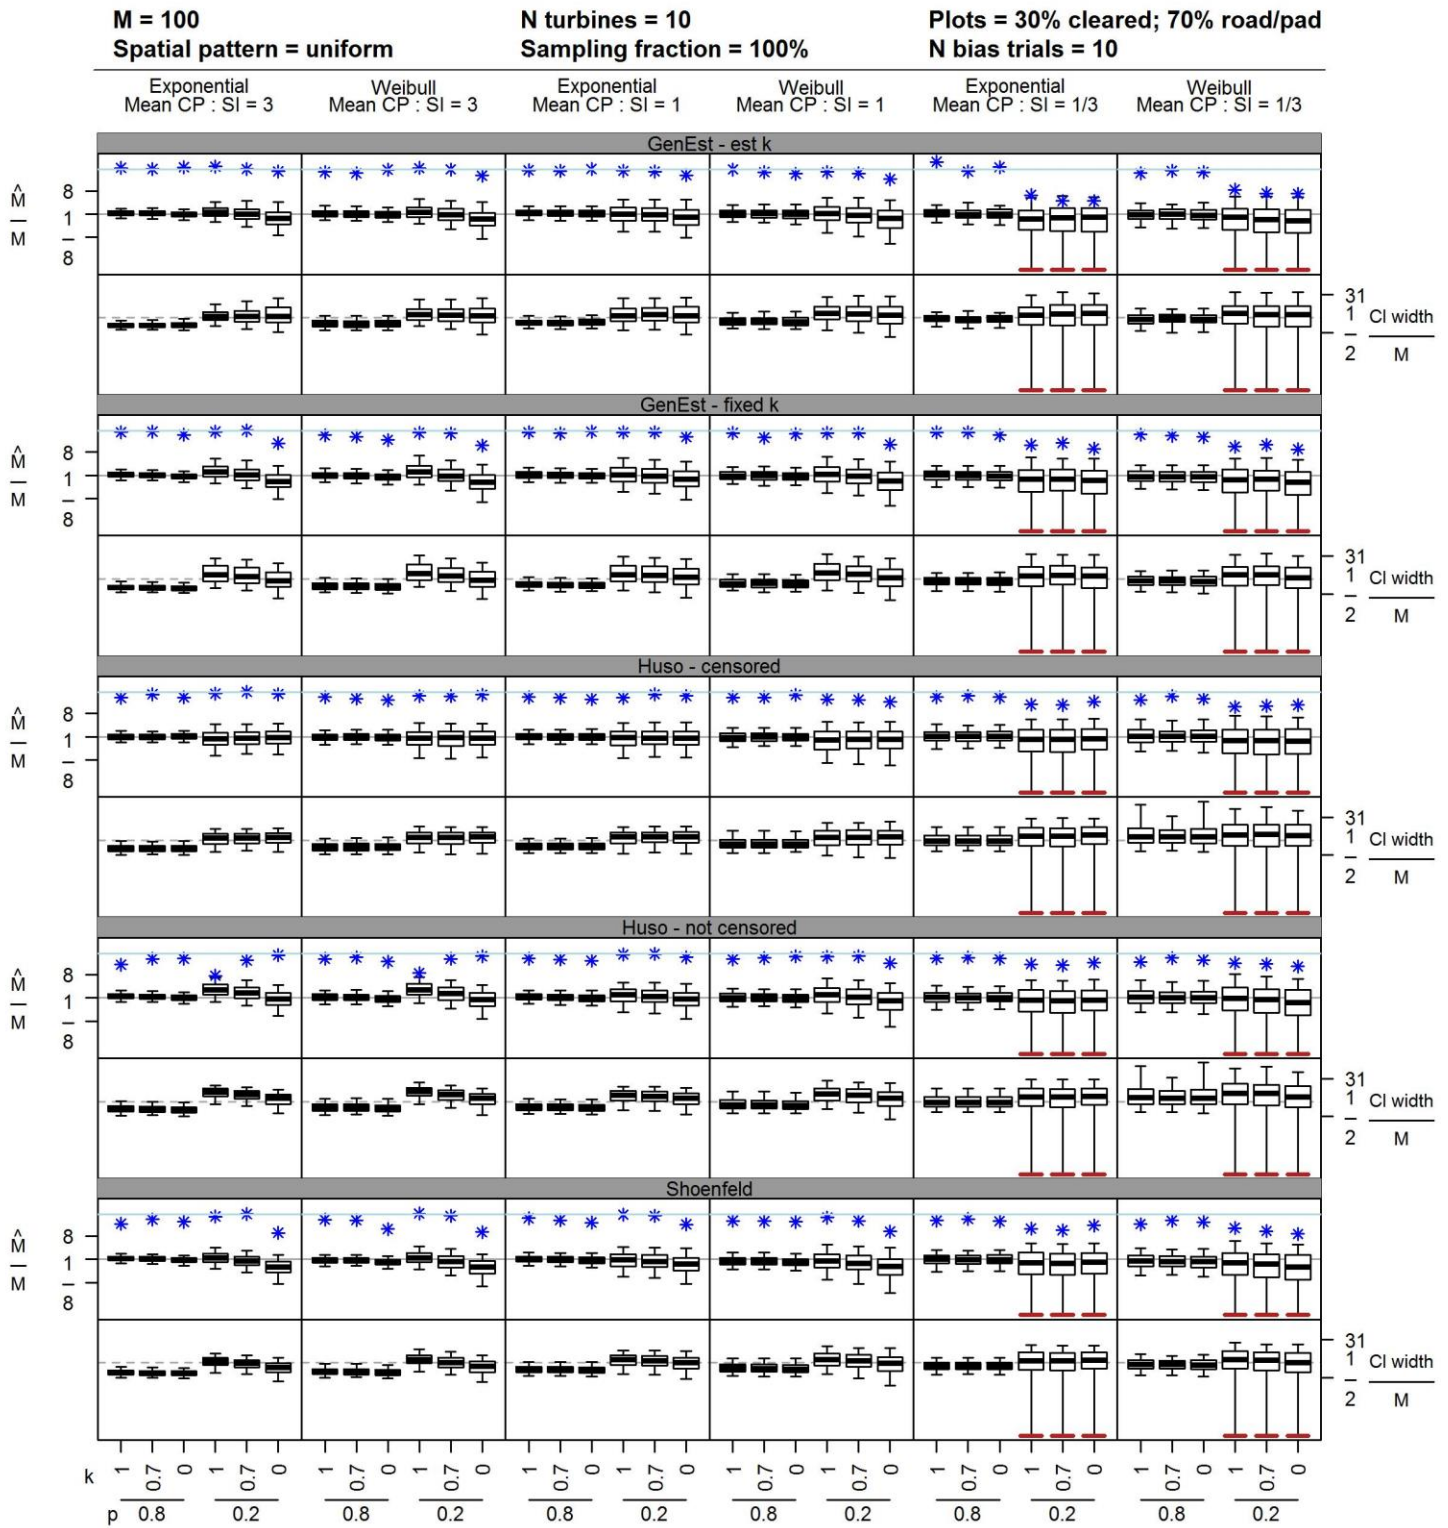 M = 100 N turbines = 10 Plots = 30% cleared; 70% road/pad
Spatial pattern = uniform Sampling fraction = 100% N bias trials = 10
Exponential Weibull Exponential Weibull Exponential Weibull
Mean CP : SI = 3 Mean CP : SI = 3 Mean CP : SI = 1 Mean CP : SI = 1 Mean CP : SI = 1/3 Mean CP : SI = 1/3
GenEst - est k
M̂
M
8
1
8
31
1
2
CI width
M
GenEst - fixed k
M̂
M
8
1
8
31
1
2
CI width
M
Huso - censored
M̂
M
8
1
8
31
1
2
CI width
M
Huso - not censored
M̂
M
8
1
8
31
1
2
CI width
M
Shoenfeld
M̂
M
8
1
8
31
1
2
CI width
M
k 1 0.7 0 1 0.7 0 1 0.7 0 1 0.7 0 1 0.7 0 1 0.7 0 1 0.7 0 1 0.7 0 1 0.7 0 1 0.7 0 1 0.7 0 1 0.7 0
p 0.8 0.2 0.8 0.2 0.8 0.2 0.8 0.2 0.8 0.2 0.8 0.2